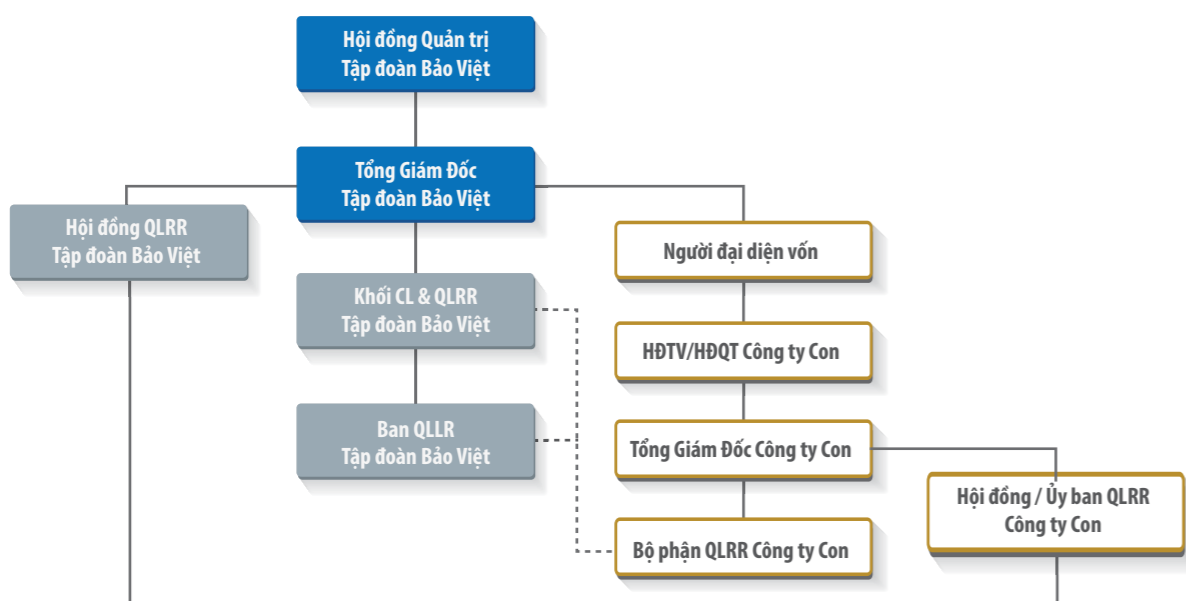 Hội đồng Quản trị
Tập đoàn Bảo Việt
Tổng Giám Đốc
Tập đoàn Bảo Việt
Hội đồng QLRR
Tập đoàn Bảo Việt
Người đại diện vốn
Khối CL & QLRR
Tập đoàn Bảo Việt
HĐTV/HĐQT Công ty Con
Ban QLLR
Tập đoàn Bảo Việt
Tổng Giám Đốc Công ty Con
Hội đồng / Ủy ban QLRR
Công ty Con
Bộ phận QLRR Công ty Con